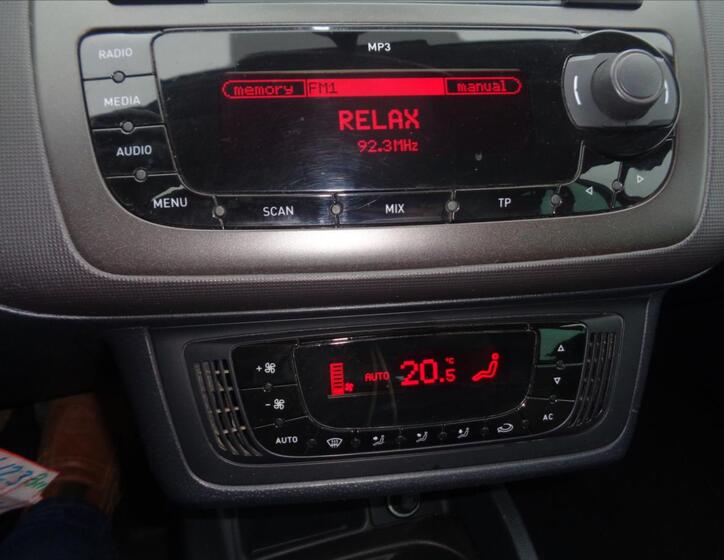 MP3
RADIO
MEDIA
AUDIO
memory FM1 manual
RELAX
92.3MHz
MENU SCAN MIX TP
AUTO 20.5 °C
AUTO AC